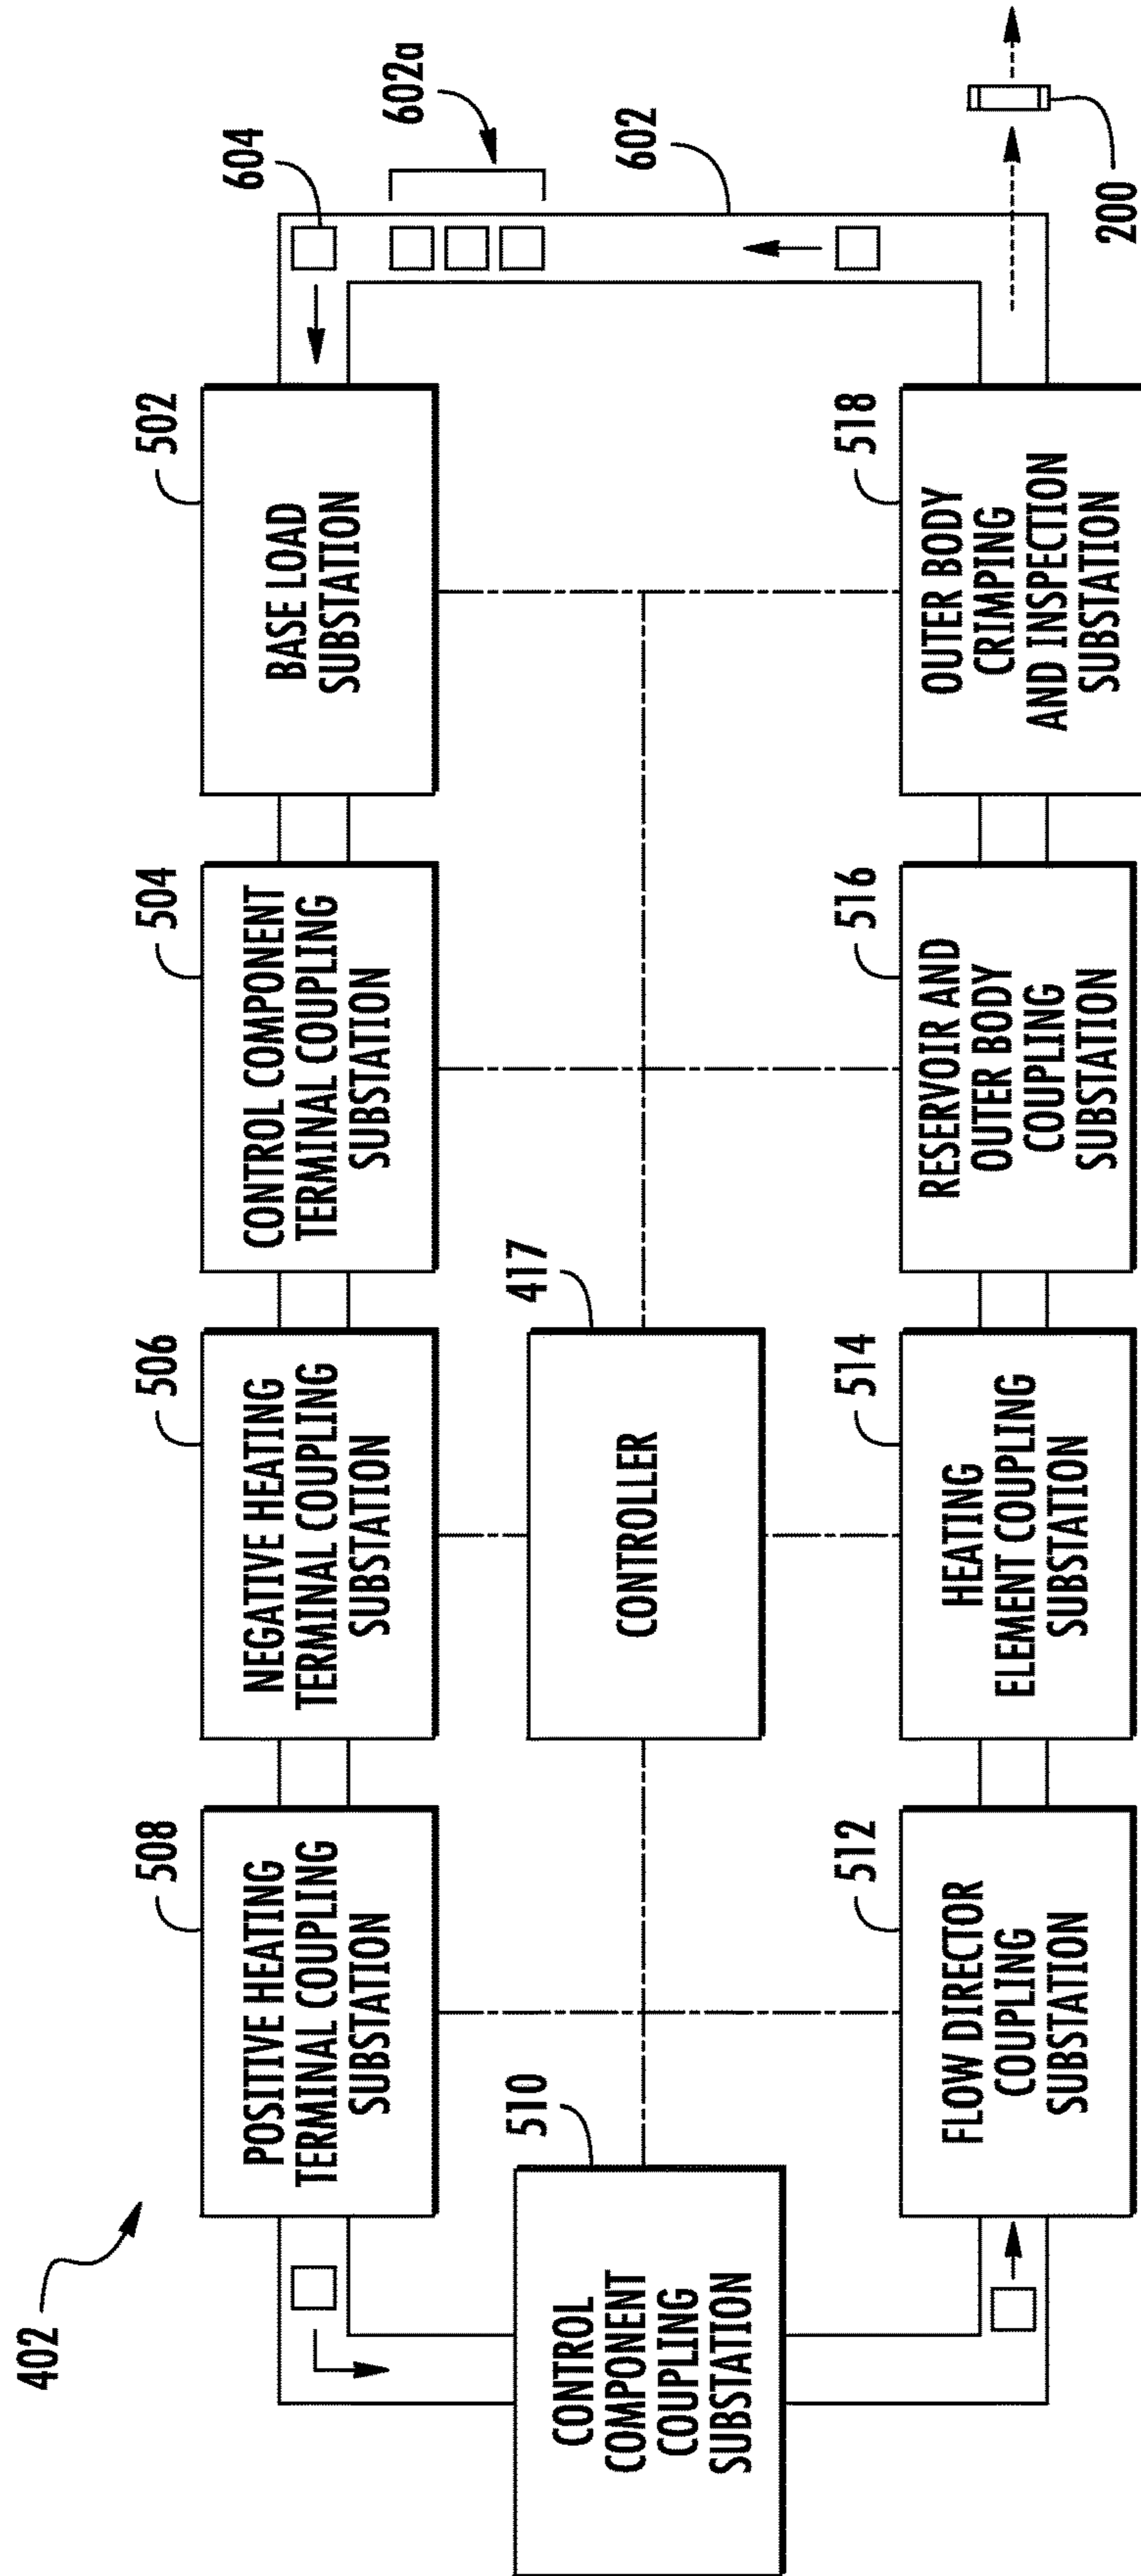 402
508
POSITIVE HEATING
TERMINAL COUPLING
SUBSTATION
506
NEGATIVE HEATING
TERMINAL COUPLING
SUBSTATION
504
CONTROL COMPONENT
TERMINAL COUPLING
SUBSTATION
502
BASE LOAD
SUBSTATION
604
602a
602
510
CONTROL
COMPONENT
COUPLING
SUBSTATION
417
CONTROLLER
512
FLOW DIRECTOR
COUPLING
SUBSTATION
514
HEATING
ELEMENT COUPLING
SUBSTATION
516
RESERVOIR AND
OUTER BODY
COUPLING
SUBSTATION
518
OUTER BODY
CRIMPING
AND INSPECTION
SUBSTATION
200